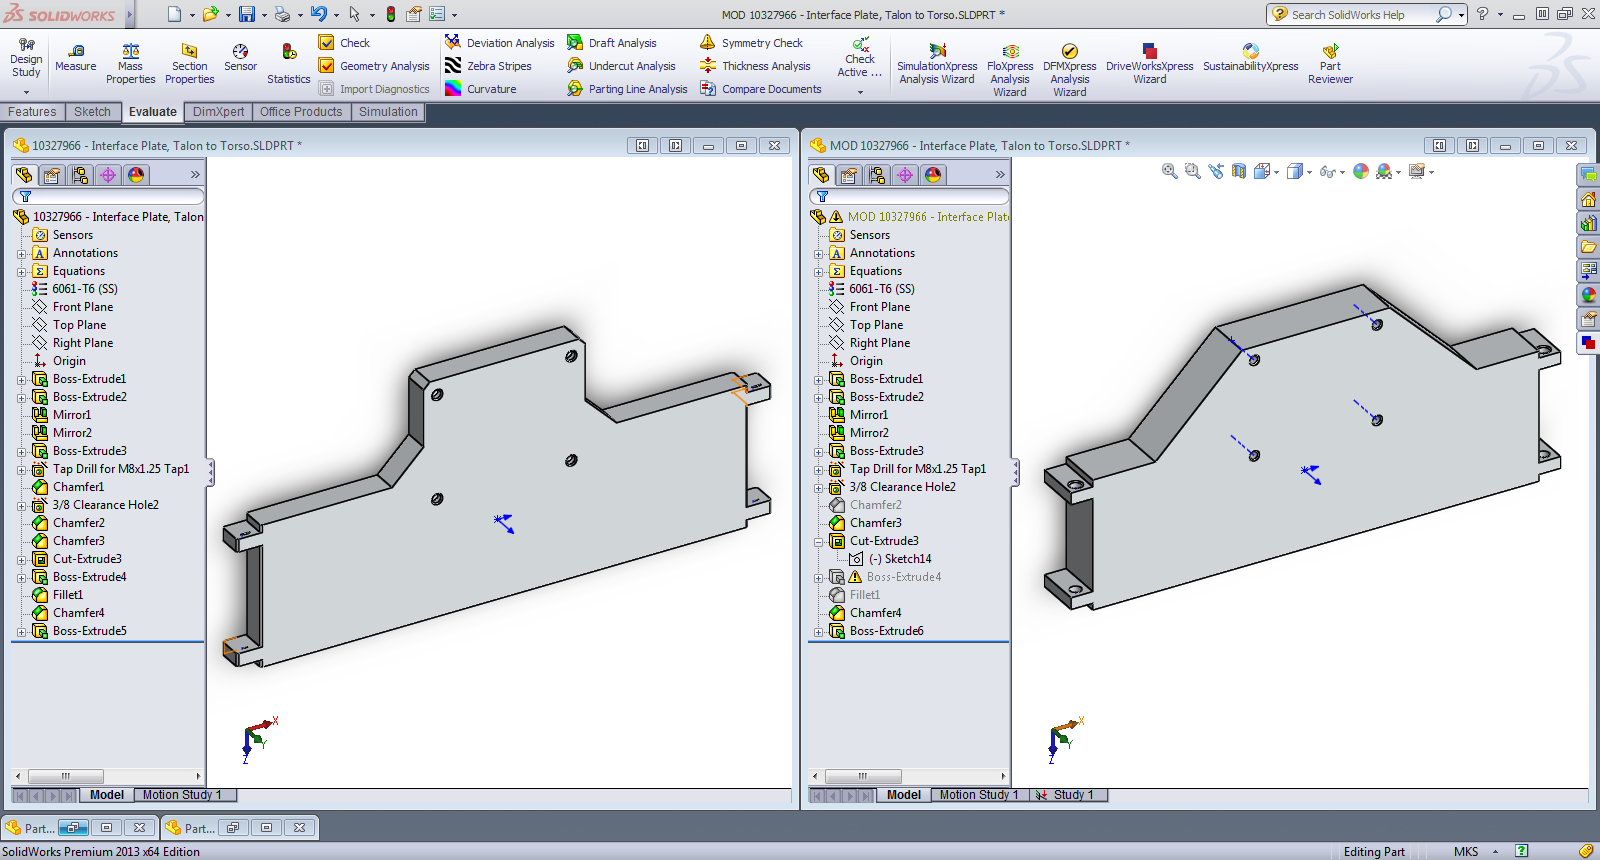 SOLIDWORKS
MOD 10327966 - Interface Plate, Talon to Torso.SLDPRT *
Search SolidWorks Help
Design Study
Measure
Mass Properties
Section Properties
Sensor
Statistics
Check
Geometry Analysis
Import Diagnostics
Deviation Analysis
Zebra Stripes
Curvature
Draft Analysis
Undercut Analysis
Parting Line Analysis
Symmetry Check
Thickness Analysis
Compare Documents
Check Active ...
SimulationXpress Analysis Wizard
FloXpress Analysis Wizard
DFMXpress Analysis Wizard
DriveWorksXpress Wizard
SustainabilityXpress
Part Reviewer
Features
Sketch
Evaluate
DimXpert
Office Products
Simulation
10327966 - Interface Plate, Talon to Torso.SLDPRT *
10327966 - Interface Plate, Talon
Sensors
Annotations
Equations
6061-T6 (SS)
Front Plane
Top Plane
Right Plane
Origin
Boss-Extrude1
Boss-Extrude2
Mirror1
Mirror2
Boss-Extrude3
Tap Drill for M8x1.25 Tap1
Chamfer1
3/8 Clearance Hole2
Chamfer2
Chamfer3
Cut-Extrude3
Boss-Extrude4
Fillet1
Chamfer4
Boss-Extrude5
X
Y
Z
Model
Motion Study 1
MOD 10327966 - Interface Plate, Talon to Torso.SLDPRT *
MOD 10327966 - Interface Plate
Sensors
Annotations
Equations
6061-T6 (SS)
Front Plane
Top Plane
Right Plane
Origin
Boss-Extrude1
Boss-Extrude2
Mirror1
Mirror2
Boss-Extrude3
Tap Drill for M8x1.25 Tap1
3/8 Clearance Hole2
Chamfer2
Chamfer3
Cut-Extrude3
(-) Sketch14
Boss-Extrude4
Fillet1
Chamfer4
Boss-Extrude6
X
Y
Z
Model
Motion Study 1
Study 1
Part...
Part...
SolidWorks Premium 2013 x64 Edition
Editing Part
MKS